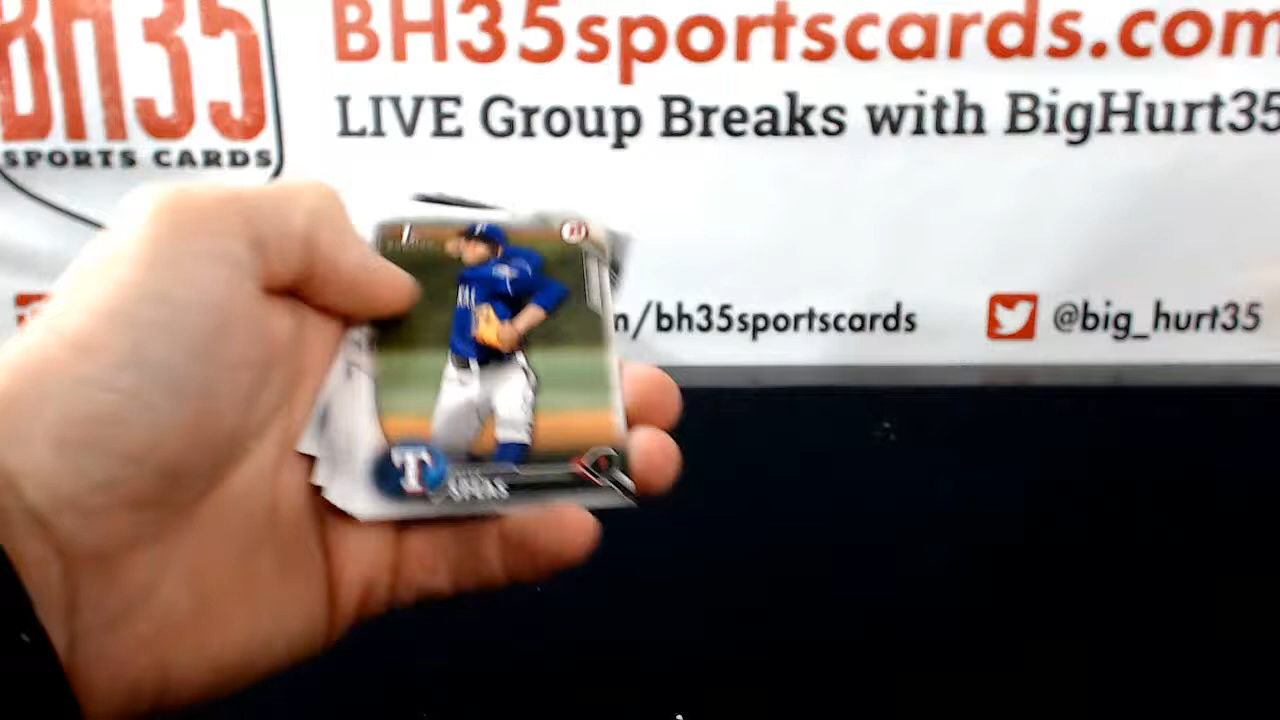 BH35
SPORTS CARDS
BH35sportscards.com
LIVE Group Breaks with BigHurt35
/bh35sportscards
@big_hurt35
T